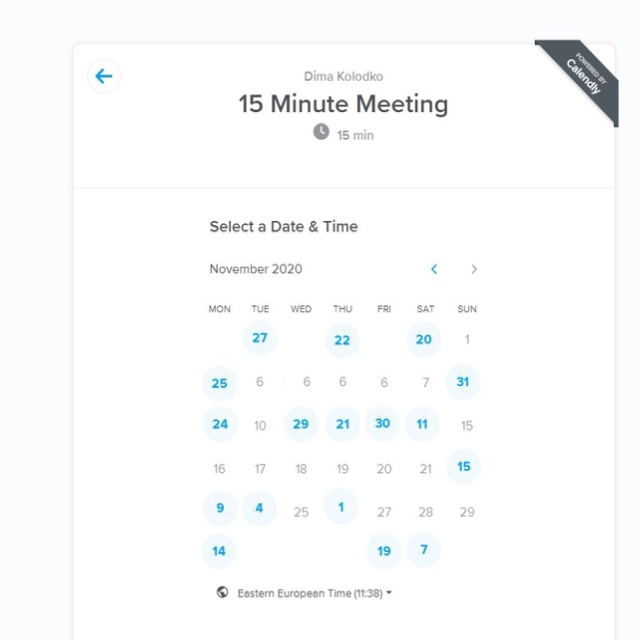 Dima Kolodko
15 Minute Meeting
15 min
POWERED BY
Calendly
Select a Date & Time
November 2020
MON TUE WED THU FRI SAT SUN
27 22 20 1
25 6 6 6 6 7 31
24 10 29 21 30 11 15
16 17 18 19 20 21 15
9 4 25 1 27 28 29
14 19 7
Eastern European Time (11:38)